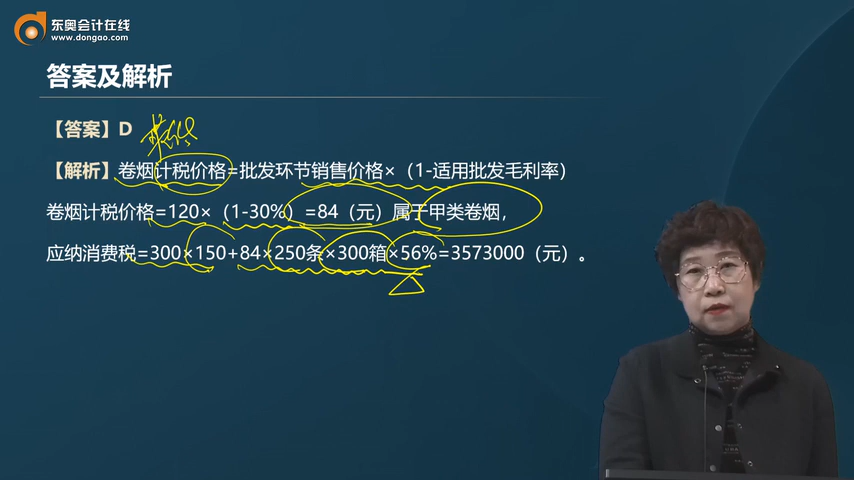 东奥会计在线
www.dongao.com
答案及解析
【答案】D
【解析】卷烟计税价格=批发环节销售价格×（1-适用批发毛利率）
卷烟计税价格=120×（1-30%）=84（元）属于甲类卷烟，
应纳消费税=300×150+84×250条×300箱×56%=3573000（元）。